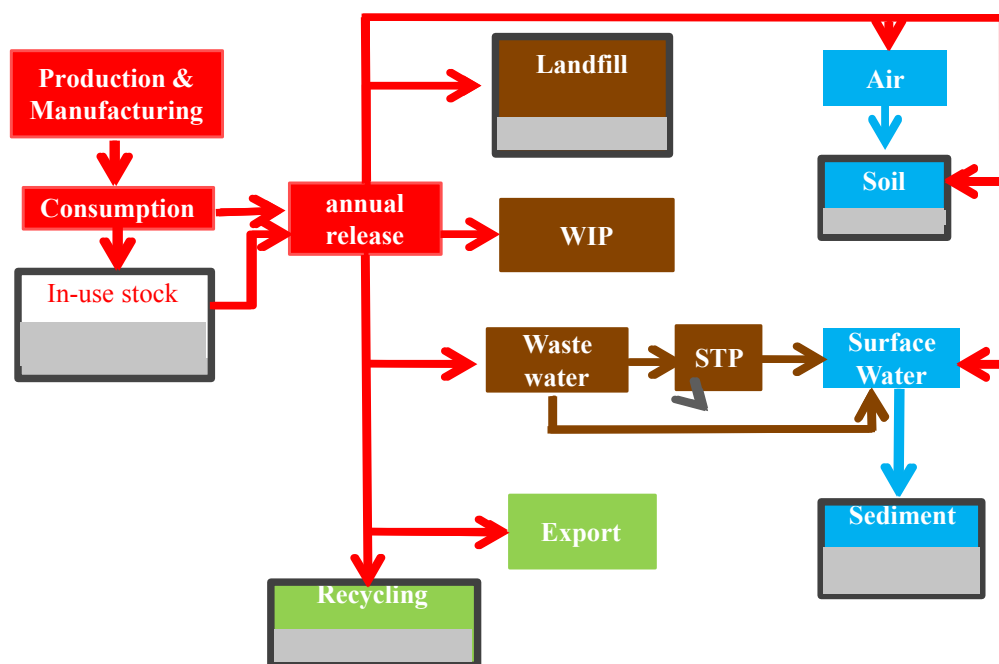 Production &
Manufacturing
Consumption
In-use stock
annual
release
Landfill
WIP
Waste
water
STP
Export
Recycling
Air
Soil
Surface
Water
Sediment